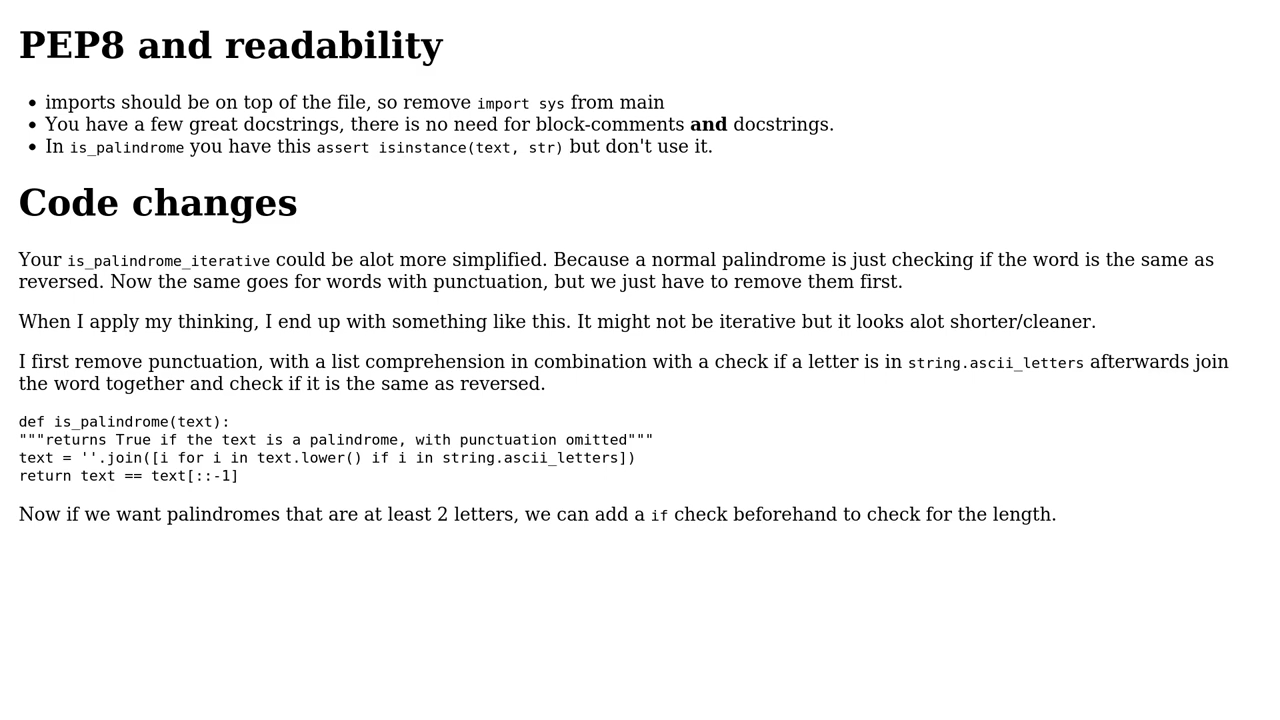 PEP8 and readability
• imports should be on top of the file, so remove import sys from main
• You have a few great docstrings, there is no need for block-comments and docstrings.
• In is_palindrome you have this assert isinstance(text, str) but don't use it.
Code changes
Your is_palindrome_iterative could be alot more simplified. Because a normal palindrome is just checking if the word is the same as
reversed. Now the same goes for words with punctuation, but we just have to remove them first.
When I apply my thinking, I end up with something like this. It might not be iterative but it looks alot shorter/cleaner.
I first remove punctuation, with a list comprehension in combination with a check if a letter is in string.ascii_letters afterwards join
the word together and check if it is the same as reversed.
def is_palindrome(text):
"""returns True if the text is a palindrome, with punctuation omitted"""
text = ''.join([i for i in text.lower() if i in string.ascii_letters])
return text == text[::-1]
Now if we want palindromes that are at least 2 letters, we can add a if check beforehand to check for the length.